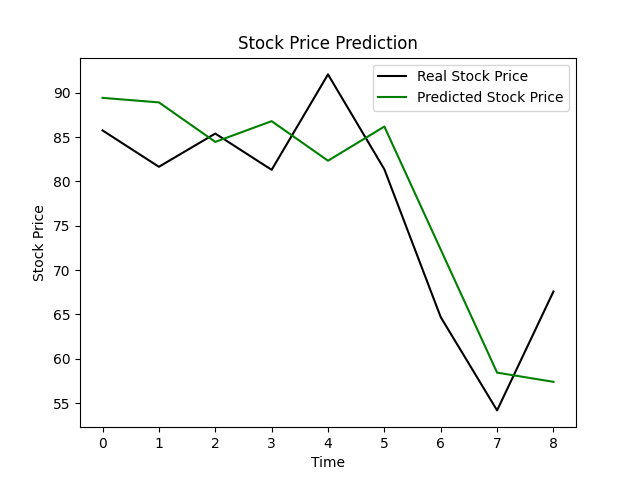 Stock Price Prediction
Real Stock Price
Predicted Stock Price
90
85
80
75
70
65
60
55
Stock Price
0 1 2 3 4 5 6 7 8
Time